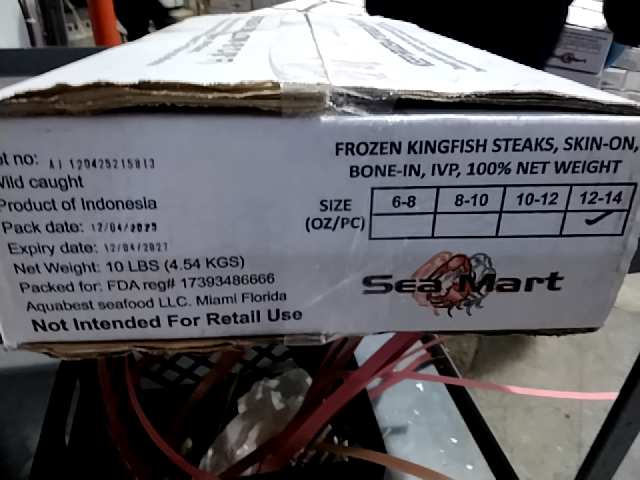 FROZEN KINGFISH STEAKS, SKIN-ON,
BONE-IN, IVP, 100% NET WEIGHT
SIZE
(OZ/PC)
6-8 8-10 10-12 12-14
ot no: A1 120425215813
Wild caught
Product of Indonesia
Pack date: 12/04/2025
Expiry date: 12/04/2027
Net Weight: 10 LBS (4.54 KGS)
Packed for: FDA reg# 17393486666
Aquabest seafood LLC. Miami Florida
Not Intended For Retail Use
Sea Mart